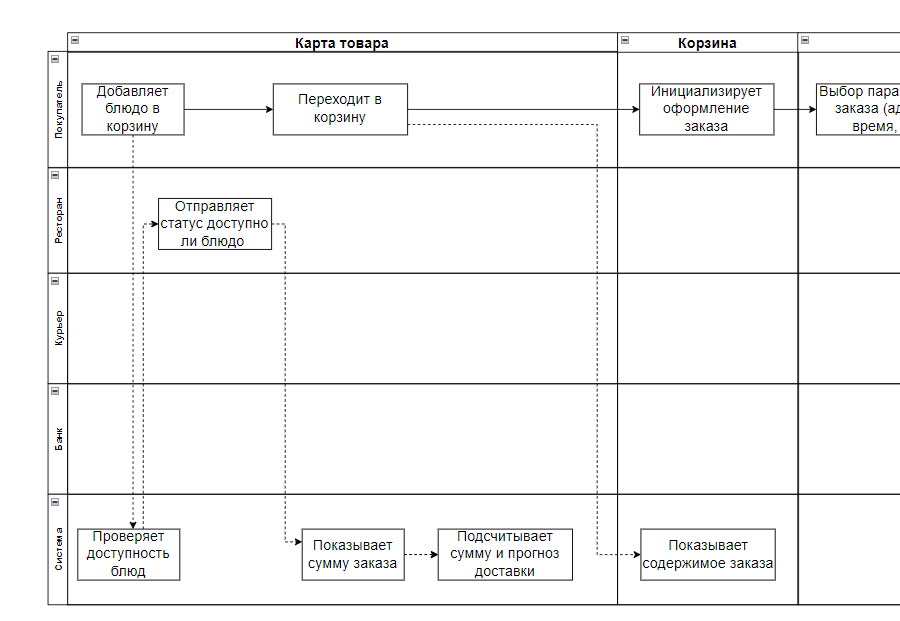 Карта товара
Корзина
Покупатель
Добавляет
блюдо в
корзину
Переходит в
корзину
Инициализирует
оформление
заказа
Выбор пара
заказа (ад
время,
Ресторан
Отправляет
статус доступно
ли блюдо
Курьер
Банк
Система
Проверяет
доступность
блюд
Показывает
сумму заказа
Подсчитывает
сумму и прогноз
доставки
Показывает
содержимое заказа